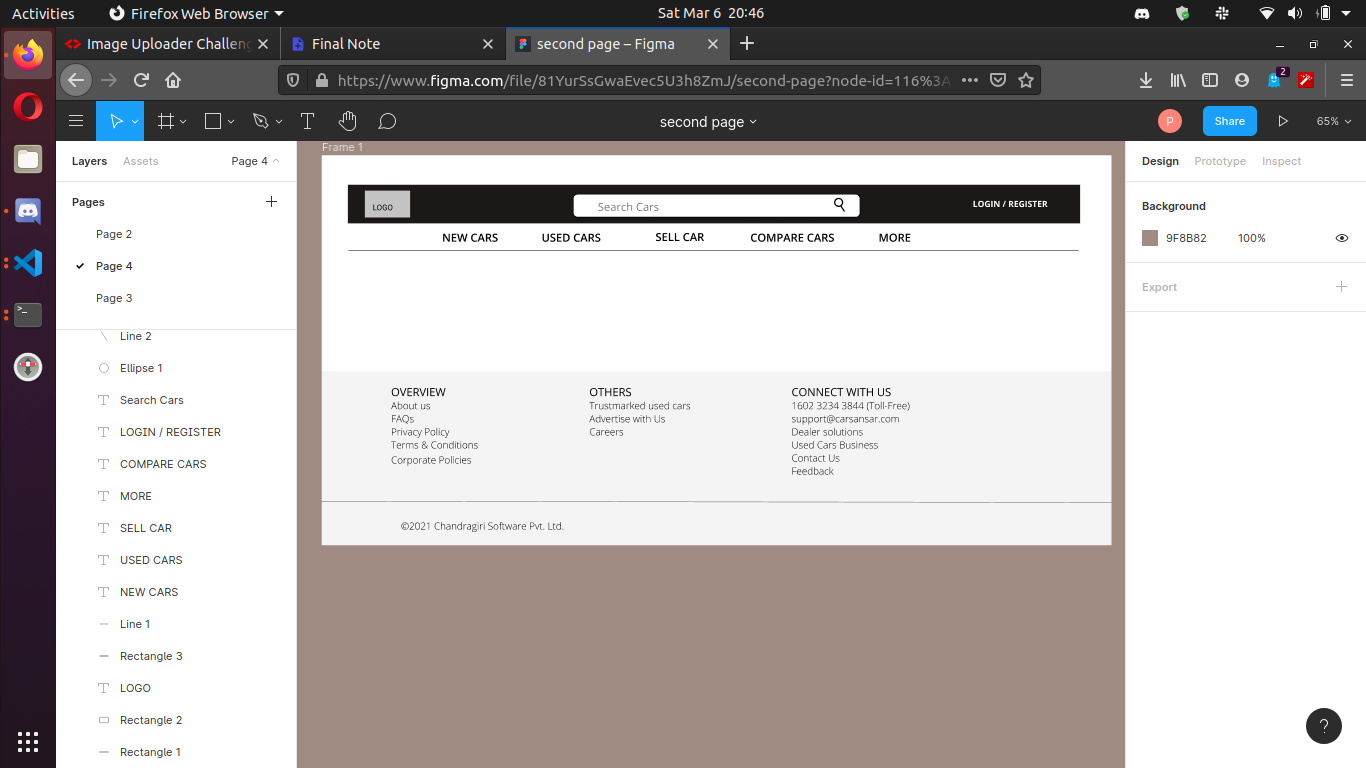 Activities Firefox Web Browser Sat Mar 6 20:46
Image Uploader Challeng Final Note second page – Figma
https://www.figma.com/file/81YurSsGwaEvec5U3h8ZmJ/second-page?node-id=116%3A 2
second page P Share 65%
Layers Assets Page 4
Frame 1
Design Prototype Inspect
Pages
Page 2
Page 4
Page 3
Line 2
Ellipse 1
Search Cars
LOGIN / REGISTER
COMPARE CARS
MORE
SELL CAR
USED CARS
NEW CARS
Line 1
Rectangle 3
LOGO
Rectangle 2
Rectangle 1
LOGO Search Cars LOGIN / REGISTER
NEW CARS USED CARS SELL CAR COMPARE CARS MORE
OVERVIEW
About us
FAQs
Privacy Policy
Terms & Conditions
Corporate Policies
OTHERS
Trustmarked used cars
Advertise with Us
Careers
CONNECT WITH US
1602 3234 3844 (Toll-Free)
support@carsansar.com
Dealer solutions
Used Cars Business
Contact Us
Feedback
©2021 Chandragiri Software Pvt. Ltd.
Background
9F8B82 100%
Export
?